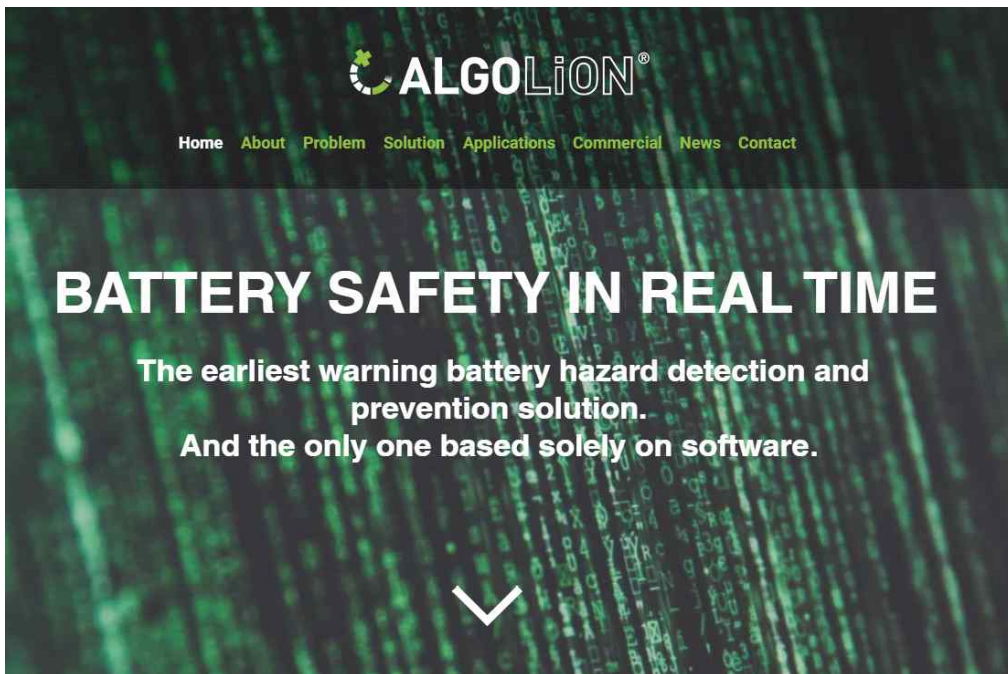 ALGOLiON®
Home About Problem Solution Applications Commercial News Contact
BATTERY SAFETY IN REAL TIME
The earliest warning battery hazard detection and
prevention solution.
And the only one based solely on software.